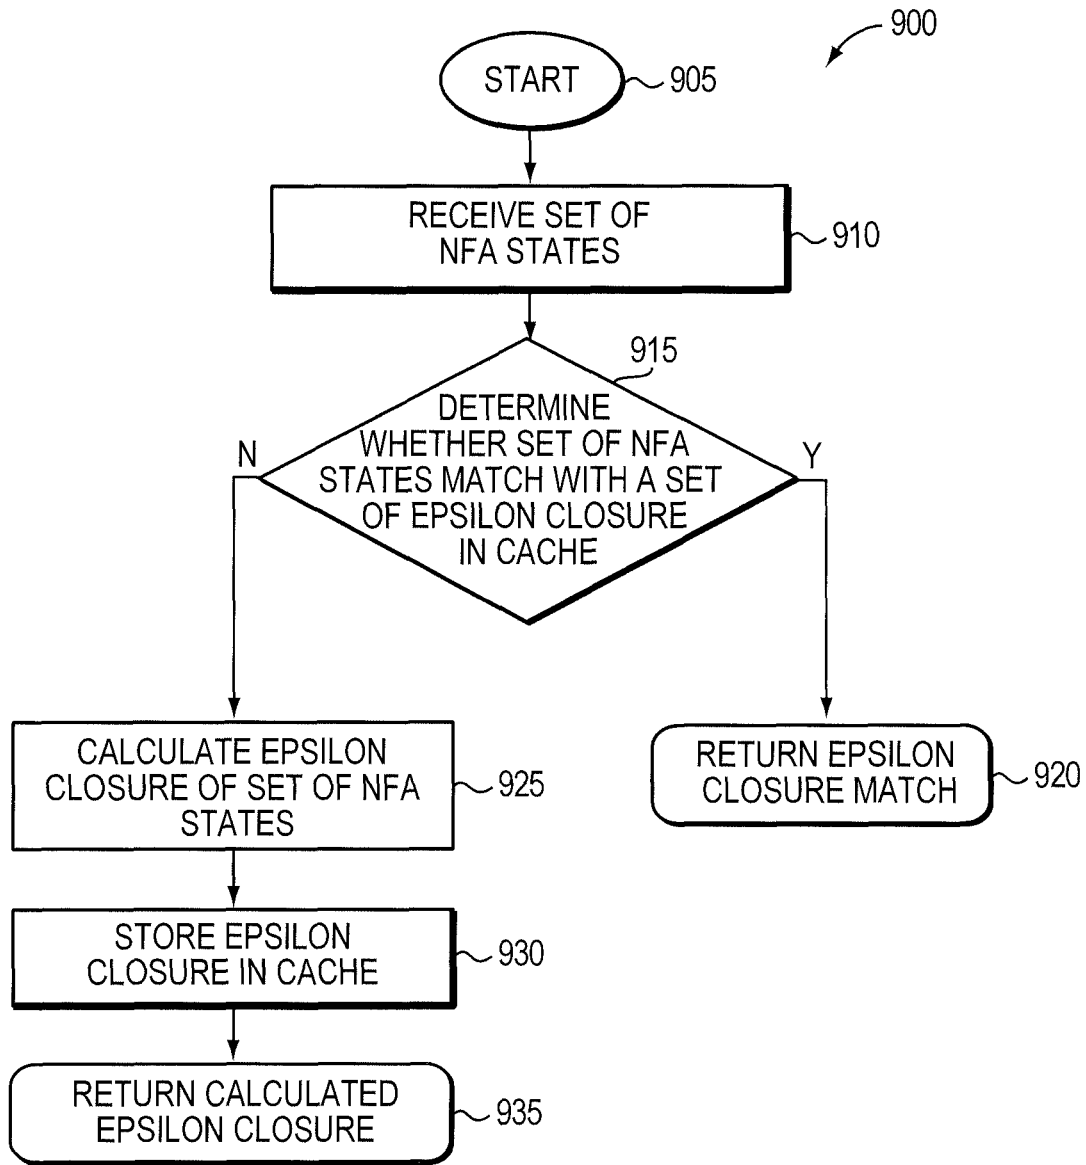 900
START
905
RECEIVE SET OF
NFA STATES
910
915
DETERMINE
WHETHER SET OF NFA
STATES MATCH WITH A SET
OF EPSILON CLOSURE
IN CACHE
N
Y
CALCULATE EPSILON
CLOSURE OF SET OF NFA
STATES
925
RETURN EPSILON
CLOSURE MATCH
920
STORE EPSILON
CLOSURE IN CACHE
930
RETURN CALCULATED
EPSILON CLOSURE
935